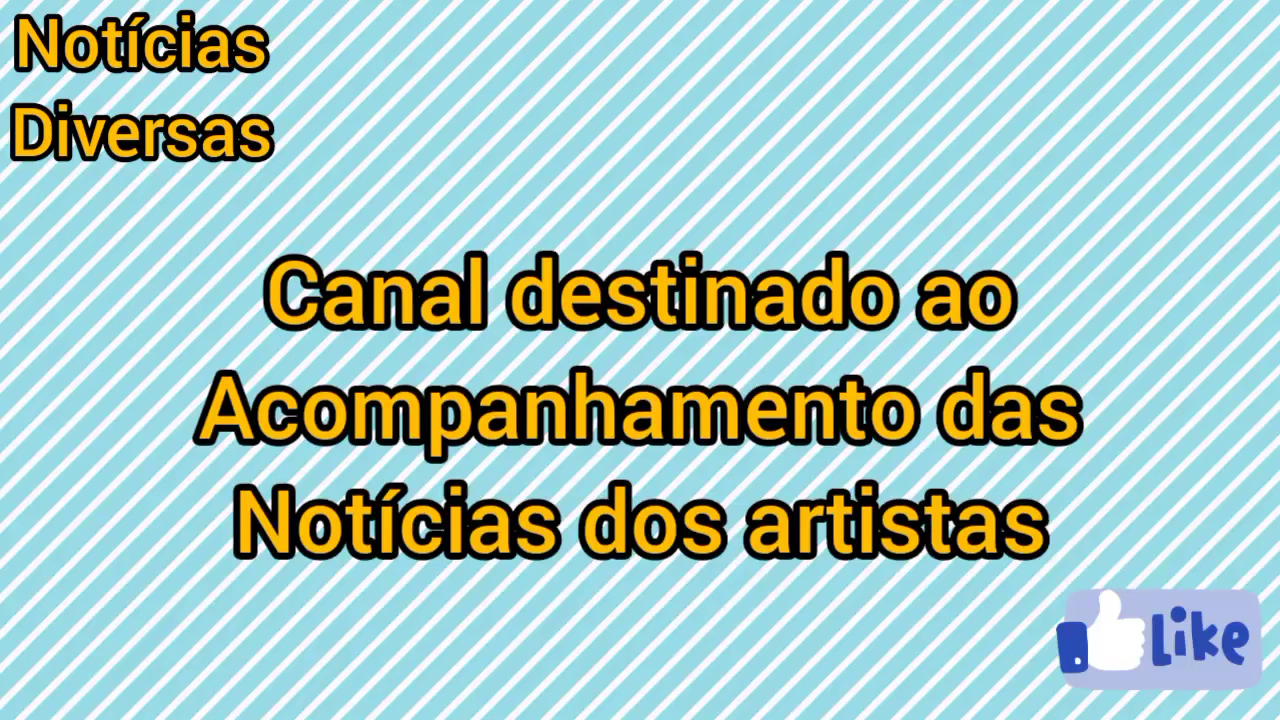 Notícias
Diversas
Canal destinado ao
Acompanhamento das
Notícias dos artistas
Like